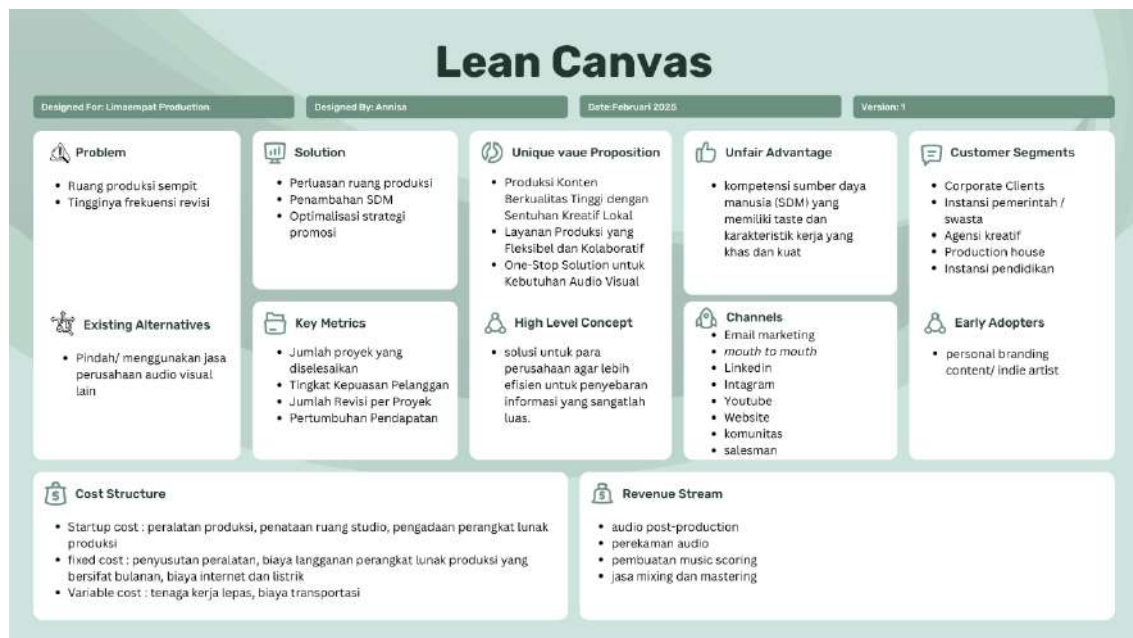 Lean Canvas
Designed For: Limaempat Production
Designed By: Annisa
Date:Februari 2025
Version: 1
Problem
• Ruang produksi sempit
• Tingginya frekuensi revisi
Existing Alternatives
• Pindah/ menggunakan jasa
perusahaan audio visual
lain
Solution
• Perluasan ruang produksi
• Penambahan SDM
• Optimalisasi strategi
promosi
Key Metrics
• Jumlah proyek yang
diselesaikan
• Tingkat Kepuasan Pelanggan
• Jumlah Revisi per Proyek
• Pertumbuhan Pendapatan
Unique vaue Proposition
• Produksi Konten
Berkualitas Tinggi dengan
Sentuhan Kreatif Lokal
• Layanan Produksi yang
Fleksibel dan Kolaboratif
• One-Stop Solution untuk
Kebutuhan Audio Visual
High Level Concept
• solusi untuk para
perusahaan agar lebih
efisien untuk penyebaran
informasi yang sangatlah
luas.
Unfair Advantage
• kompetensi sumber daya
manusia (SDM) yang
memiliki taste dan
karakteristik kerja yang
khas dan kuat
Channels
• Email marketing
• mouth to mouth
• Linkedin
• Intagram
• Youtube
• Website
• komunitas
• salesman
Customer Segments
• Corporate Clients
• Instansi pemerintah /
swasta
• Agensi kreatif
• Production house
• Instansi pendidikan
Early Adopters
• personal branding
content/ indie artist
Cost Structure
• Startup cost : peralatan produksi, penataan ruang studio, pengadaan perangkat lunak
produksi
• fixed cost : penyusutan peralatan, biaya langganan perangkat lunak produksi yang
bersifat bulanan, biaya internet dan listrik
• Variable cost : tenaga kerja lepas, biaya transportasi
Revenue Stream
• audio post-production
• perekaman audio
• pembuatan music scoring
• jasa mixing dan mastering